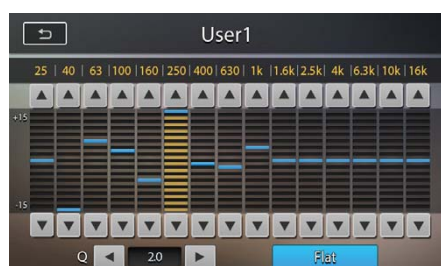 User1
25 | 40 | 63 | 100 | 160 | 250 | 400 | 630 | 1k | 1.6k | 2.5k | 4k | 6.3k | 10k | 16k
+15
-15
Q 2.0 Flat